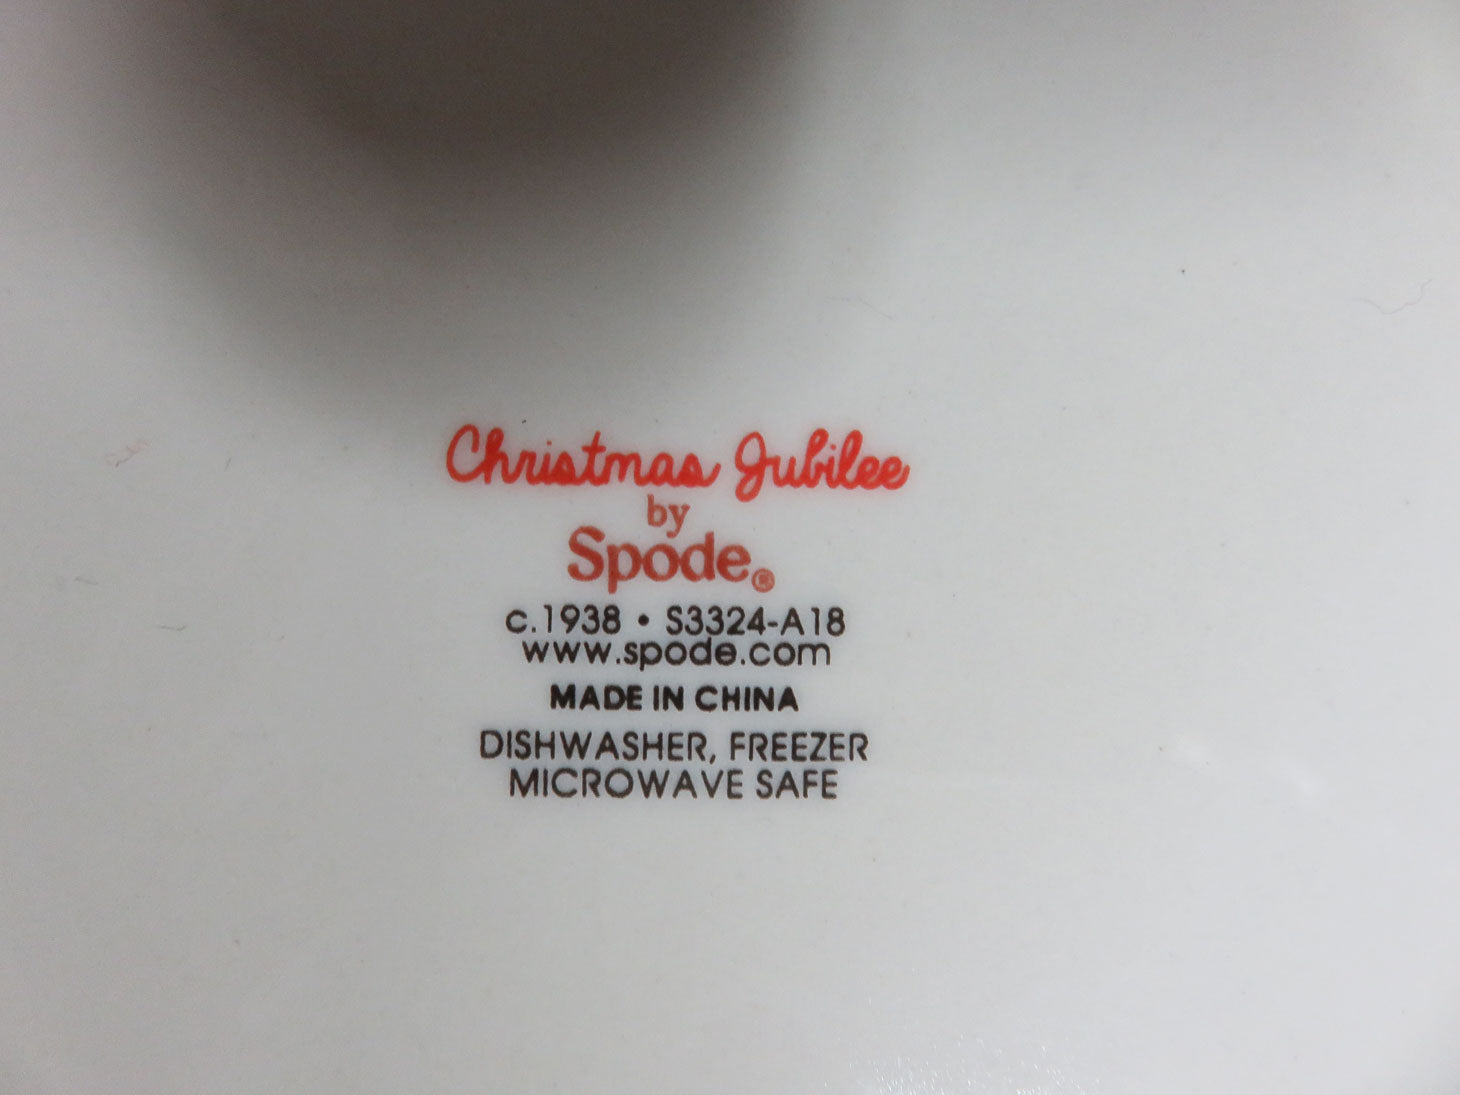 Christmas Jubilee
by
Spode®
c.1938 • S3324-A18
www.spode.com
MADE IN CHINA
DISHWASHER, FREEZER
MICROWAVE SAFE